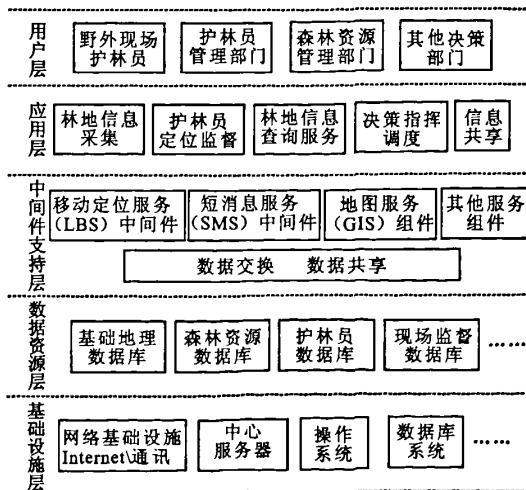 用户层
野外现场
护林员
护林员
管理部门
森林资源
管理部门
其他决策
部门
应用层
林地信息
采集
护林员
定位监督
林地信息
查询服务
决策指挥
调度
信息
共享
中间件支持层
移动定位服务
（LBS）中间件
短消息服务
（SMS）中间件
地图服务
（GIS）组件
其他服务
组件
数据交换 数据共享
数据资源层
基础地理
数据库
森林资源
数据库
护林员
数据库
现场监督
数据库
……
基础设施层
网络基础设施
Internet\通讯
中心
服务器
操作
系统
数据库
系统
……